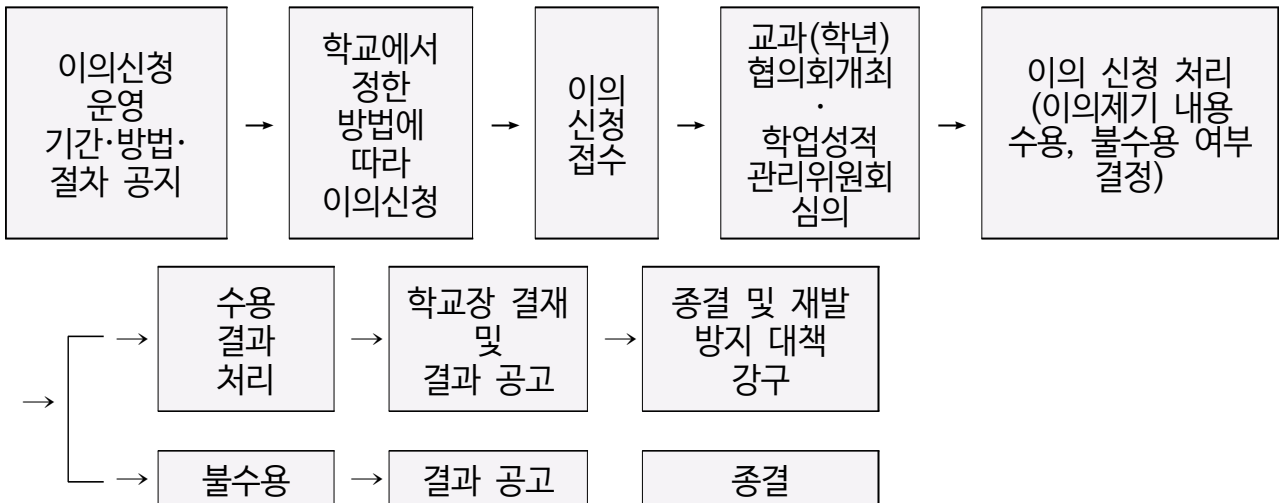 이의신청
운영
기간·방법·
절차 공지
→
학교에서
정한
방법에
따라
이의신청
→
이의
신청
접수
→
교과(학년)
협의회개최
·
학업성적
관리위원회
심의
→
이의 신청 처리
(이의제기 내용
수용, 불수용 여부
결정)
→
→
수용
결과
처리
→
학교장 결재
및
결과 공고
→
종결 및 재발
방지 대책
강구
→
불수용
→
결과 공고
종결